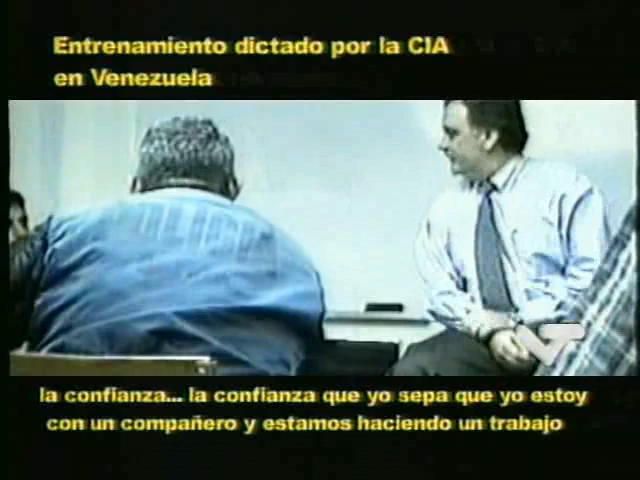 Entrenamiento dictado por la CIA
en Venezuela
la confianza... la confianza que yo sepa que yo estoy
con un compañero y estamos haciendo un trabajo